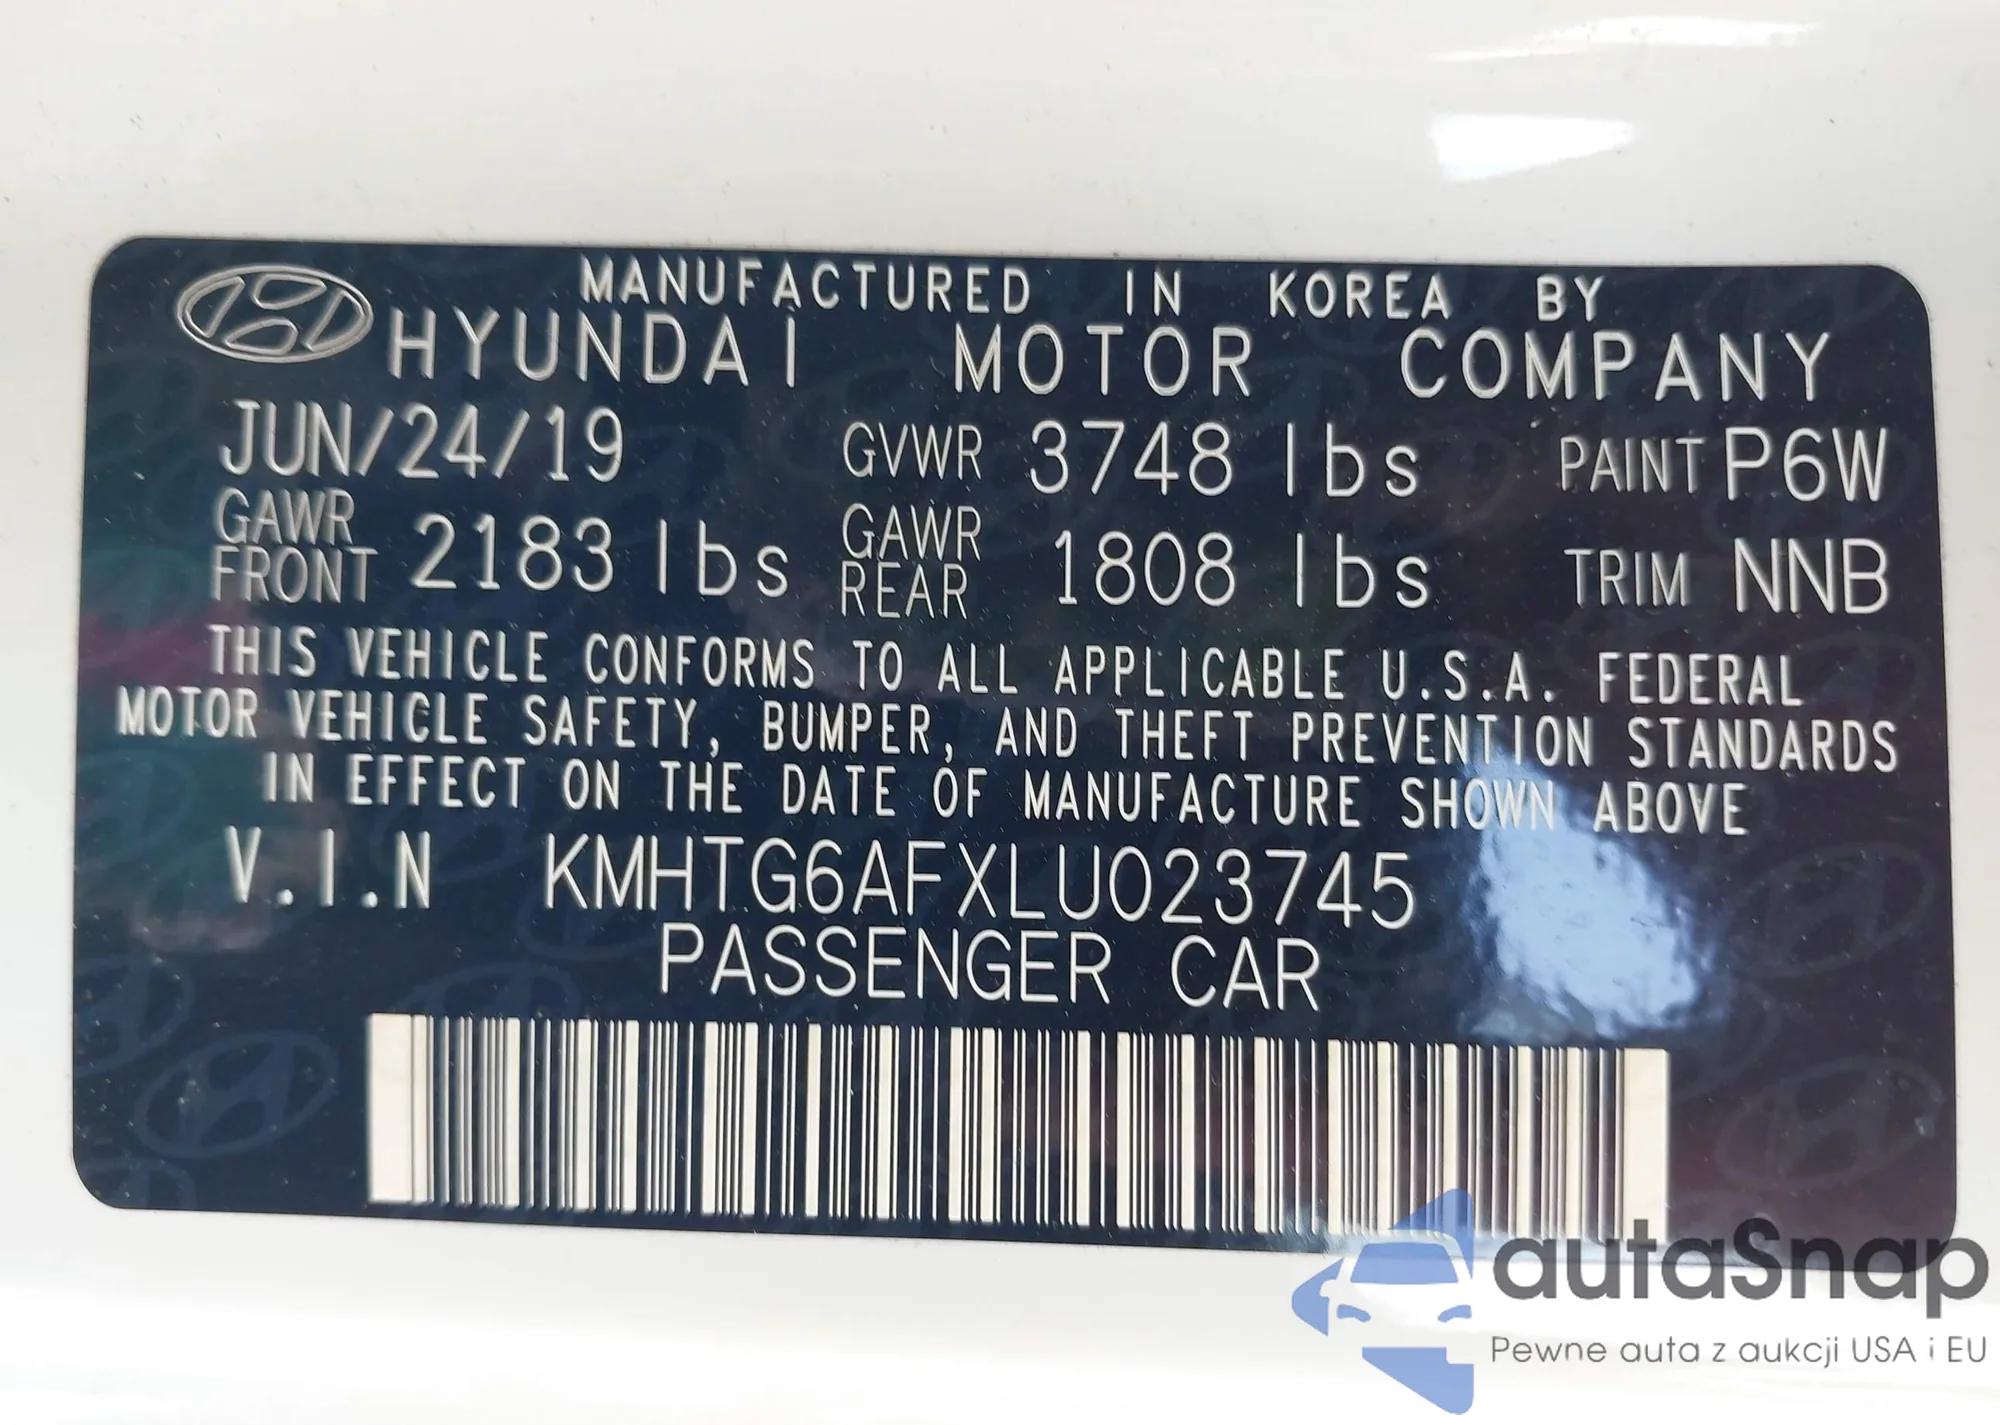 MANUFACTURED IN KOREA BY
HYUNDAI MOTOR COMPANY
JUN/24/19 GVWR 3748 lbs PAINT P6W
GAWR FRONT 2183 lbs GAWR REAR 1808 lbs TRIM NNB
THIS VEHICLE CONFORMS TO ALL APPLICABLE U.S.A. FEDERAL
MOTOR VEHICLE SAFETY, BUMPER, AND THEFT PREVENTION STANDARDS
IN EFFECT ON THE DATE OF MANUFACTURE SHOWN ABOVE
V.I.N KMHTG6AFXLU023745
PASSENGER CAR
autaSnap
Pewne auta z aukcji USA i EU